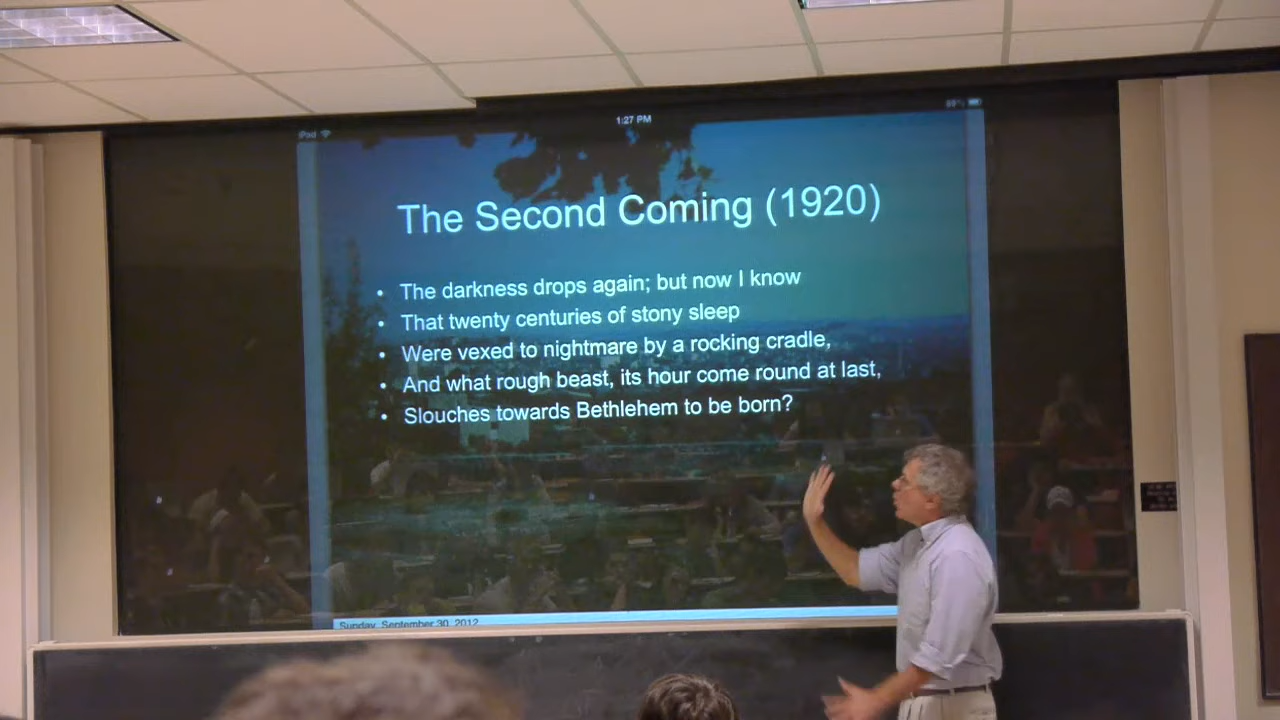 iPod
1:27 PM
89%
The Second Coming (1920)
• The darkness drops again; but now I know
• That twenty centuries of stony sleep
• Were vexed to nightmare by a rocking cradle,
• And what rough beast, its hour come round at last,
• Slouches towards Bethlehem to be born?
Sunday, September 30, 2012